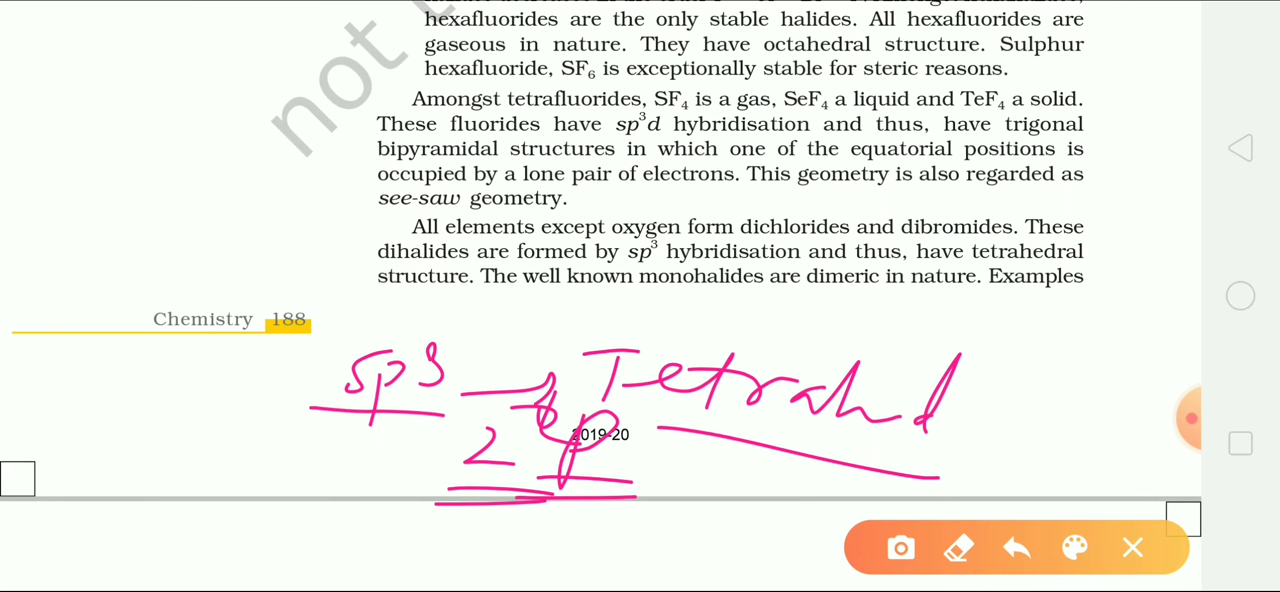 hexafluorides are the only stable halides. All hexafluorides are
gaseous in nature. They have octahedral structure. Sulphur
hexafluoride, SF₆ is exceptionally stable for steric reasons.
Amongst tetrafluorides, SF₄ is a gas, SeF₄ a liquid and TeF₄ a solid.
These fluorides have sp³d hybridisation and thus, have trigonal
bipyramidal structures in which one of the equatorial positions is
occupied by a lone pair of electrons. This geometry is also regarded as
see-saw geometry.
All elements except oxygen form dichlorides and dibromides. These
dihalides are formed by sp³ hybridisation and thus, have tetrahedral
structure. The well known monohalides are dimeric in nature. Examples
Chemistry 188
sp³ → Tetrahd
2 lp
2019-20
not